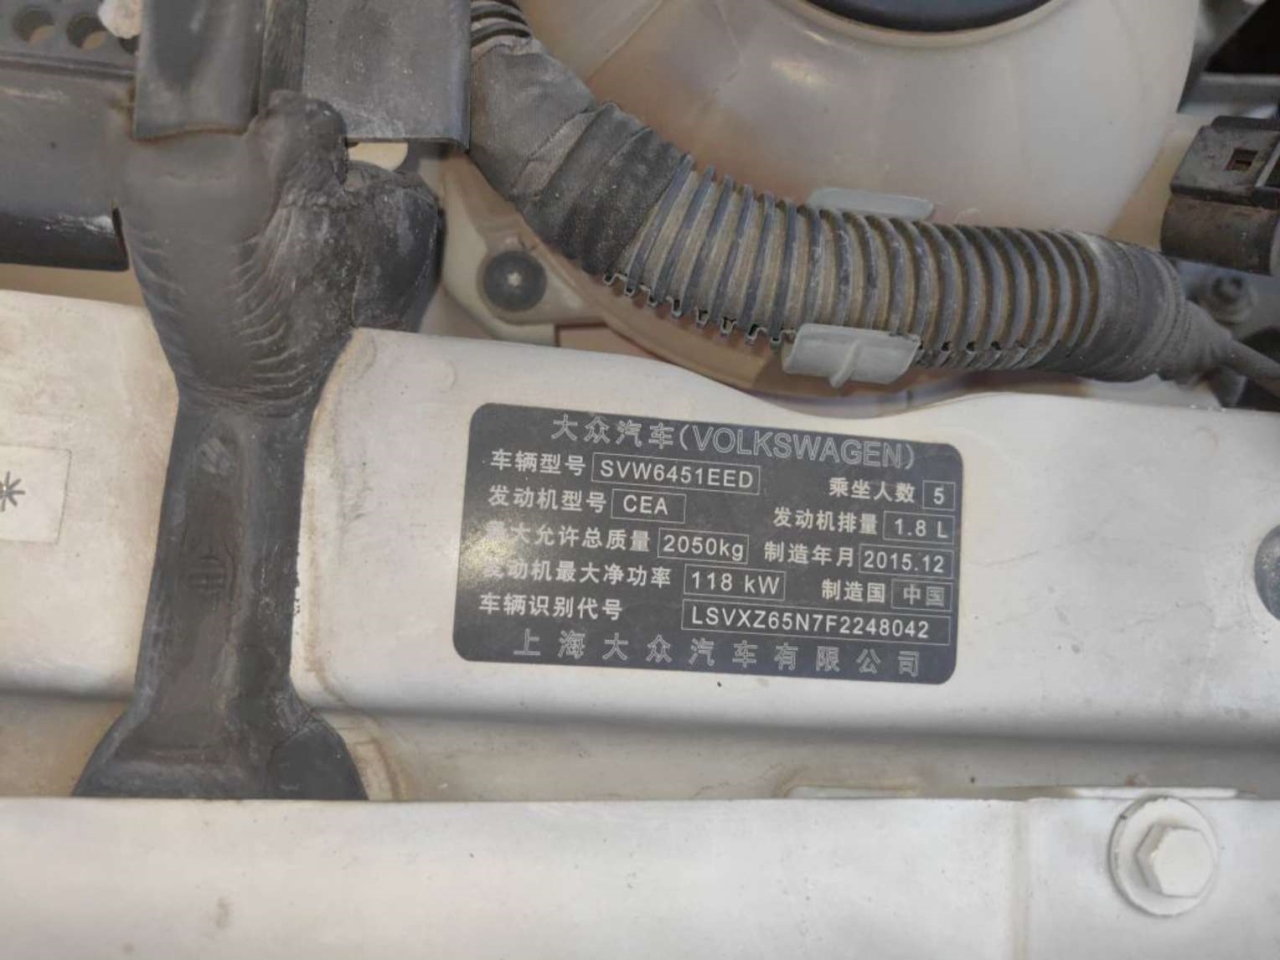 大众汽车(VOLKSWAGEN)
车辆型号 SVW6451EED 乘坐人数 5
发动机型号 CEA 发动机排量 1.8 L
最大允许总质量 2050kg 制造年月 2015.12
发动机最大净功率 118 kW 制造国 中国
车辆识别代号 LSVXZ65N7F2248042
上海大众汽车有限公司